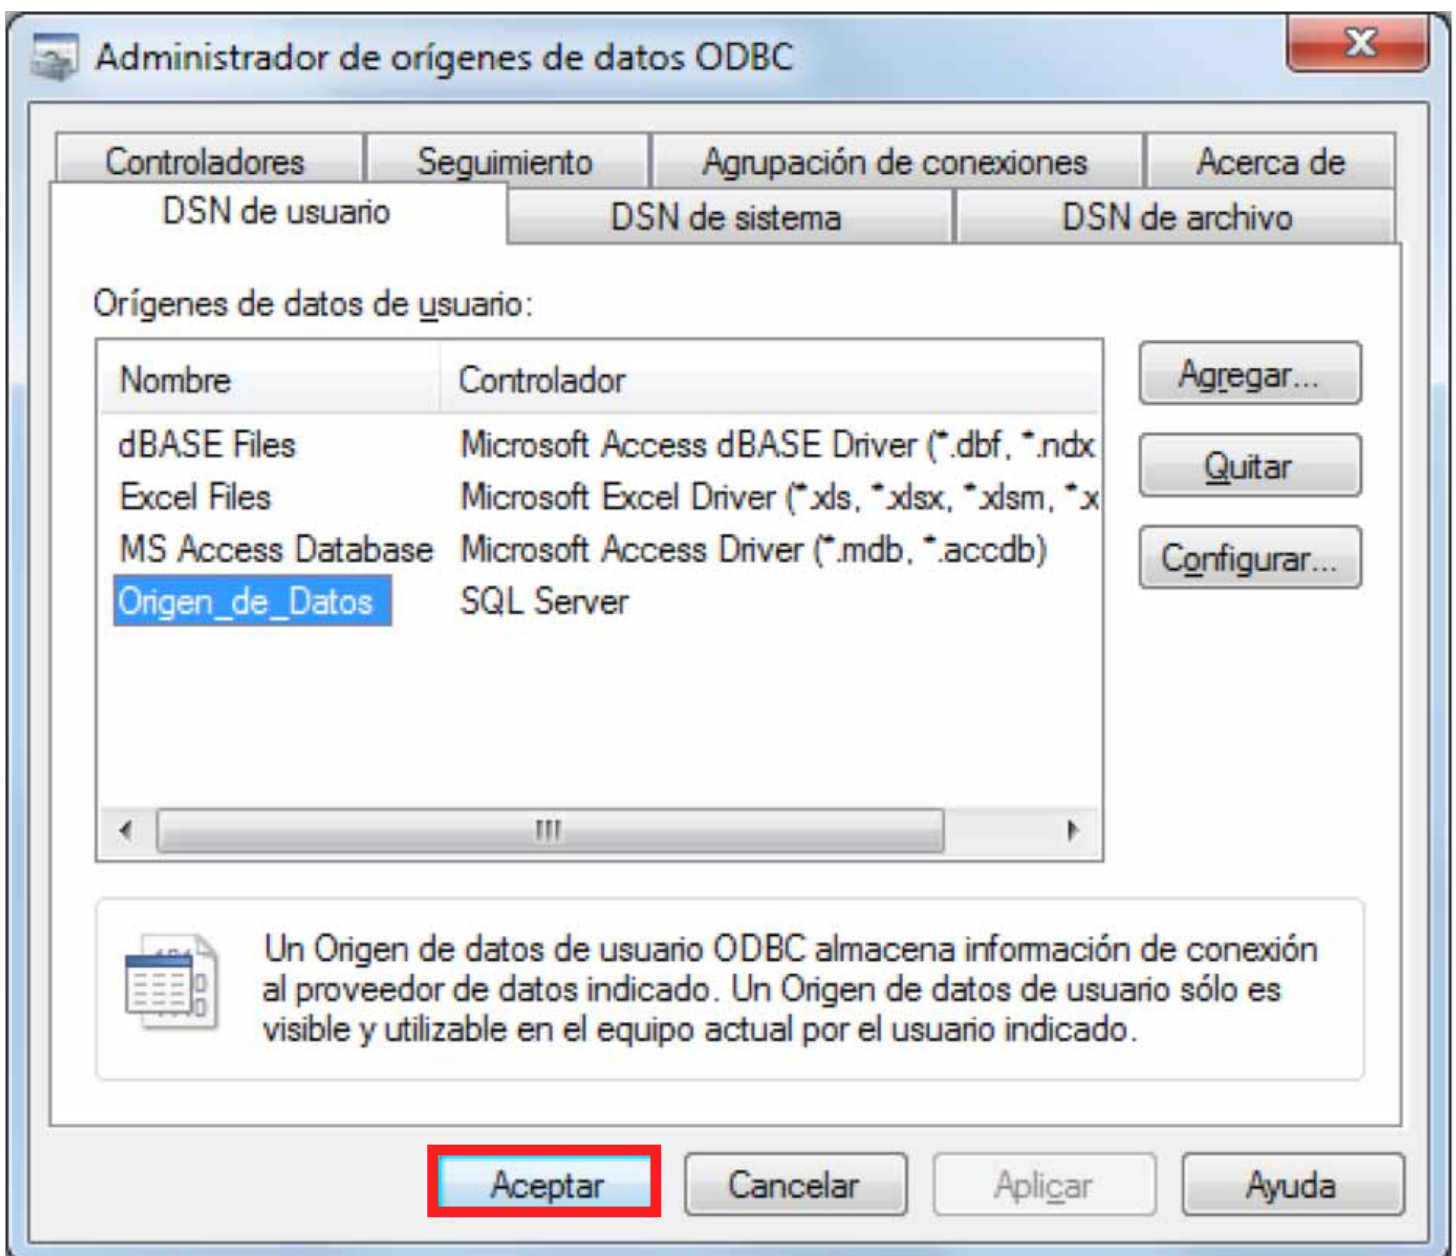 Administrador de orígenes de datos ODBC
Controladores Seguimiento Agrupación de conexiones Acerca de
DSN de usuario DSN de sistema DSN de archivo
Orígenes de datos de usuario:
Nombre Controlador Agregar...
dBASE Files Microsoft Access dBASE Driver (*.dbf, *.ndx
Quitar
Excel Files Microsoft Excel Driver (*.xls, *.xlsx, *.xlsm, *.x
MS Access Database Microsoft Access Driver (*.mdb, *.accdb)
Configurar...
Origen_de_Datos SQL Server
Un Origen de datos de usuario ODBC almacena información de conexión
al proveedor de datos indicado. Un Origen de datos de usuario sólo es
visible y utilizable en el equipo actual por el usuario indicado.
Aceptar Cancelar Aplicar Ayuda